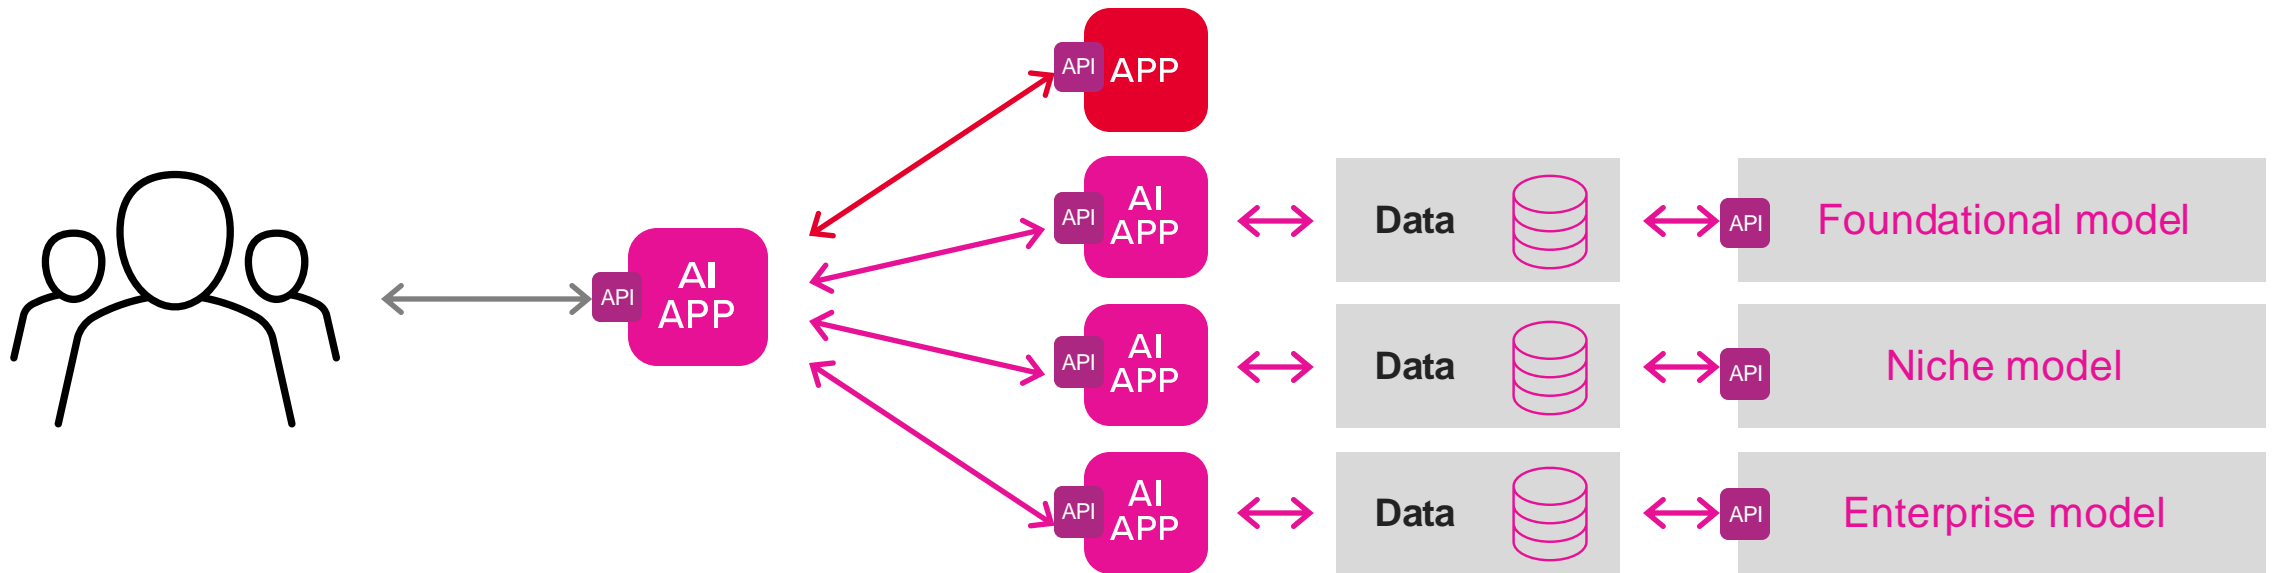 API
APP
API
AI
APP
Data
API
Foundational model
API
AI
APP
API
AI
APP
Data
API
Niche model
API
AI
APP
Data
API
Enterprise model